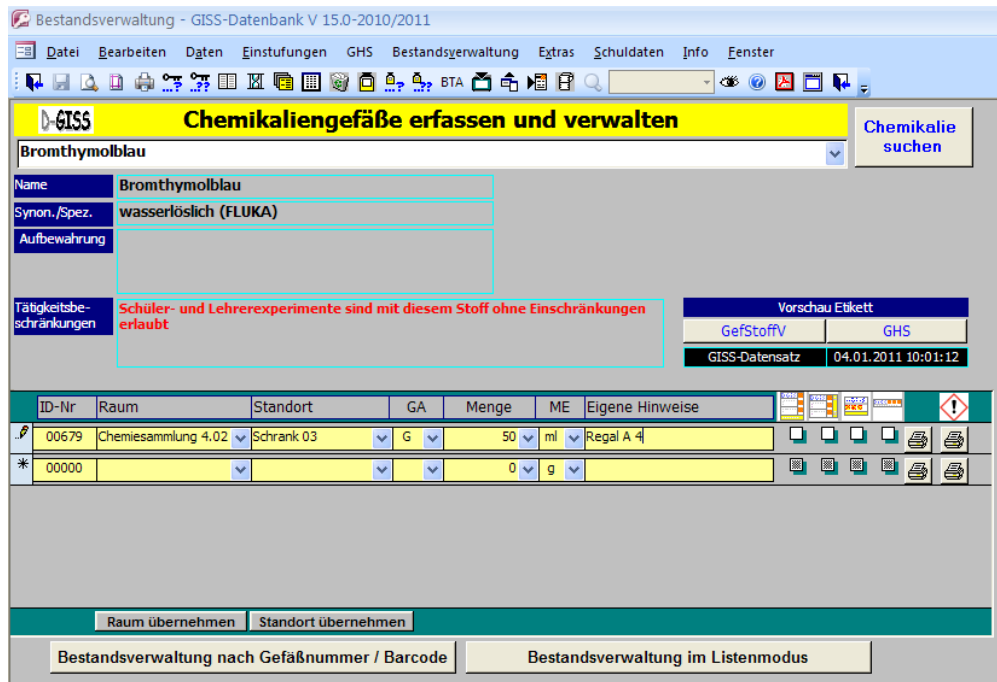 Bestandsverwaltung - GISS-Datenbank V 15.0-2010/2011
Datei Bearbeiten Daten Einstufungen GHS Bestandsverwaltung Extras Schuldaten Info Fenster
BTA
D-GISS Chemikaliengefäße erfassen und verwalten
Chemikalie suchen
Bromthymolblau
Name Bromthymolblau
Synon./Spez. wasserlöslich (FLUKA)
Aufbewahrung
Tätigkeitsbe-
schränkungen
Schüler- und Lehrerexperimente sind mit diesem Stoff ohne Einschränkungen
erlaubt
Vorschau Etikett
GefStoffV GHS
GISS-Datensatz 04.01.2011 10:01:12
ID-Nr Raum Standort GA Menge ME Eigene Hinweise
00679 Chemiesammlung 4.02 Schrank 03 G 50 ml Regal A 4
00000 0 g
Raum übernehmen Standort übernehmen
Bestandsverwaltung nach Gefäßnummer / Barcode Bestandsverwaltung im Listenmodus